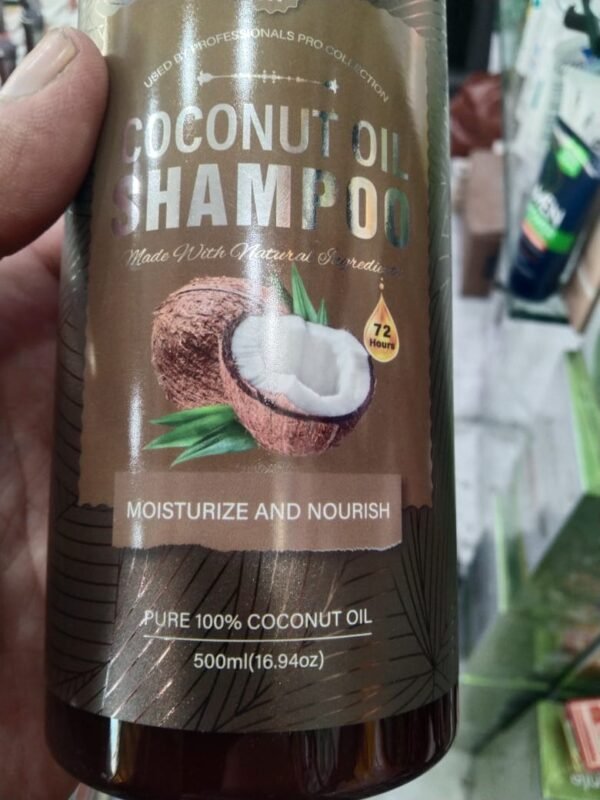 USED BY PROFESSIONALS PRO COLLECTION
COCONUT OIL
SHAMPOO
Made With Natural Ingredients
72
Hours
MOISTURIZE AND NOURISH
PURE 100% COCONUT OIL
500ml(16.94oz)